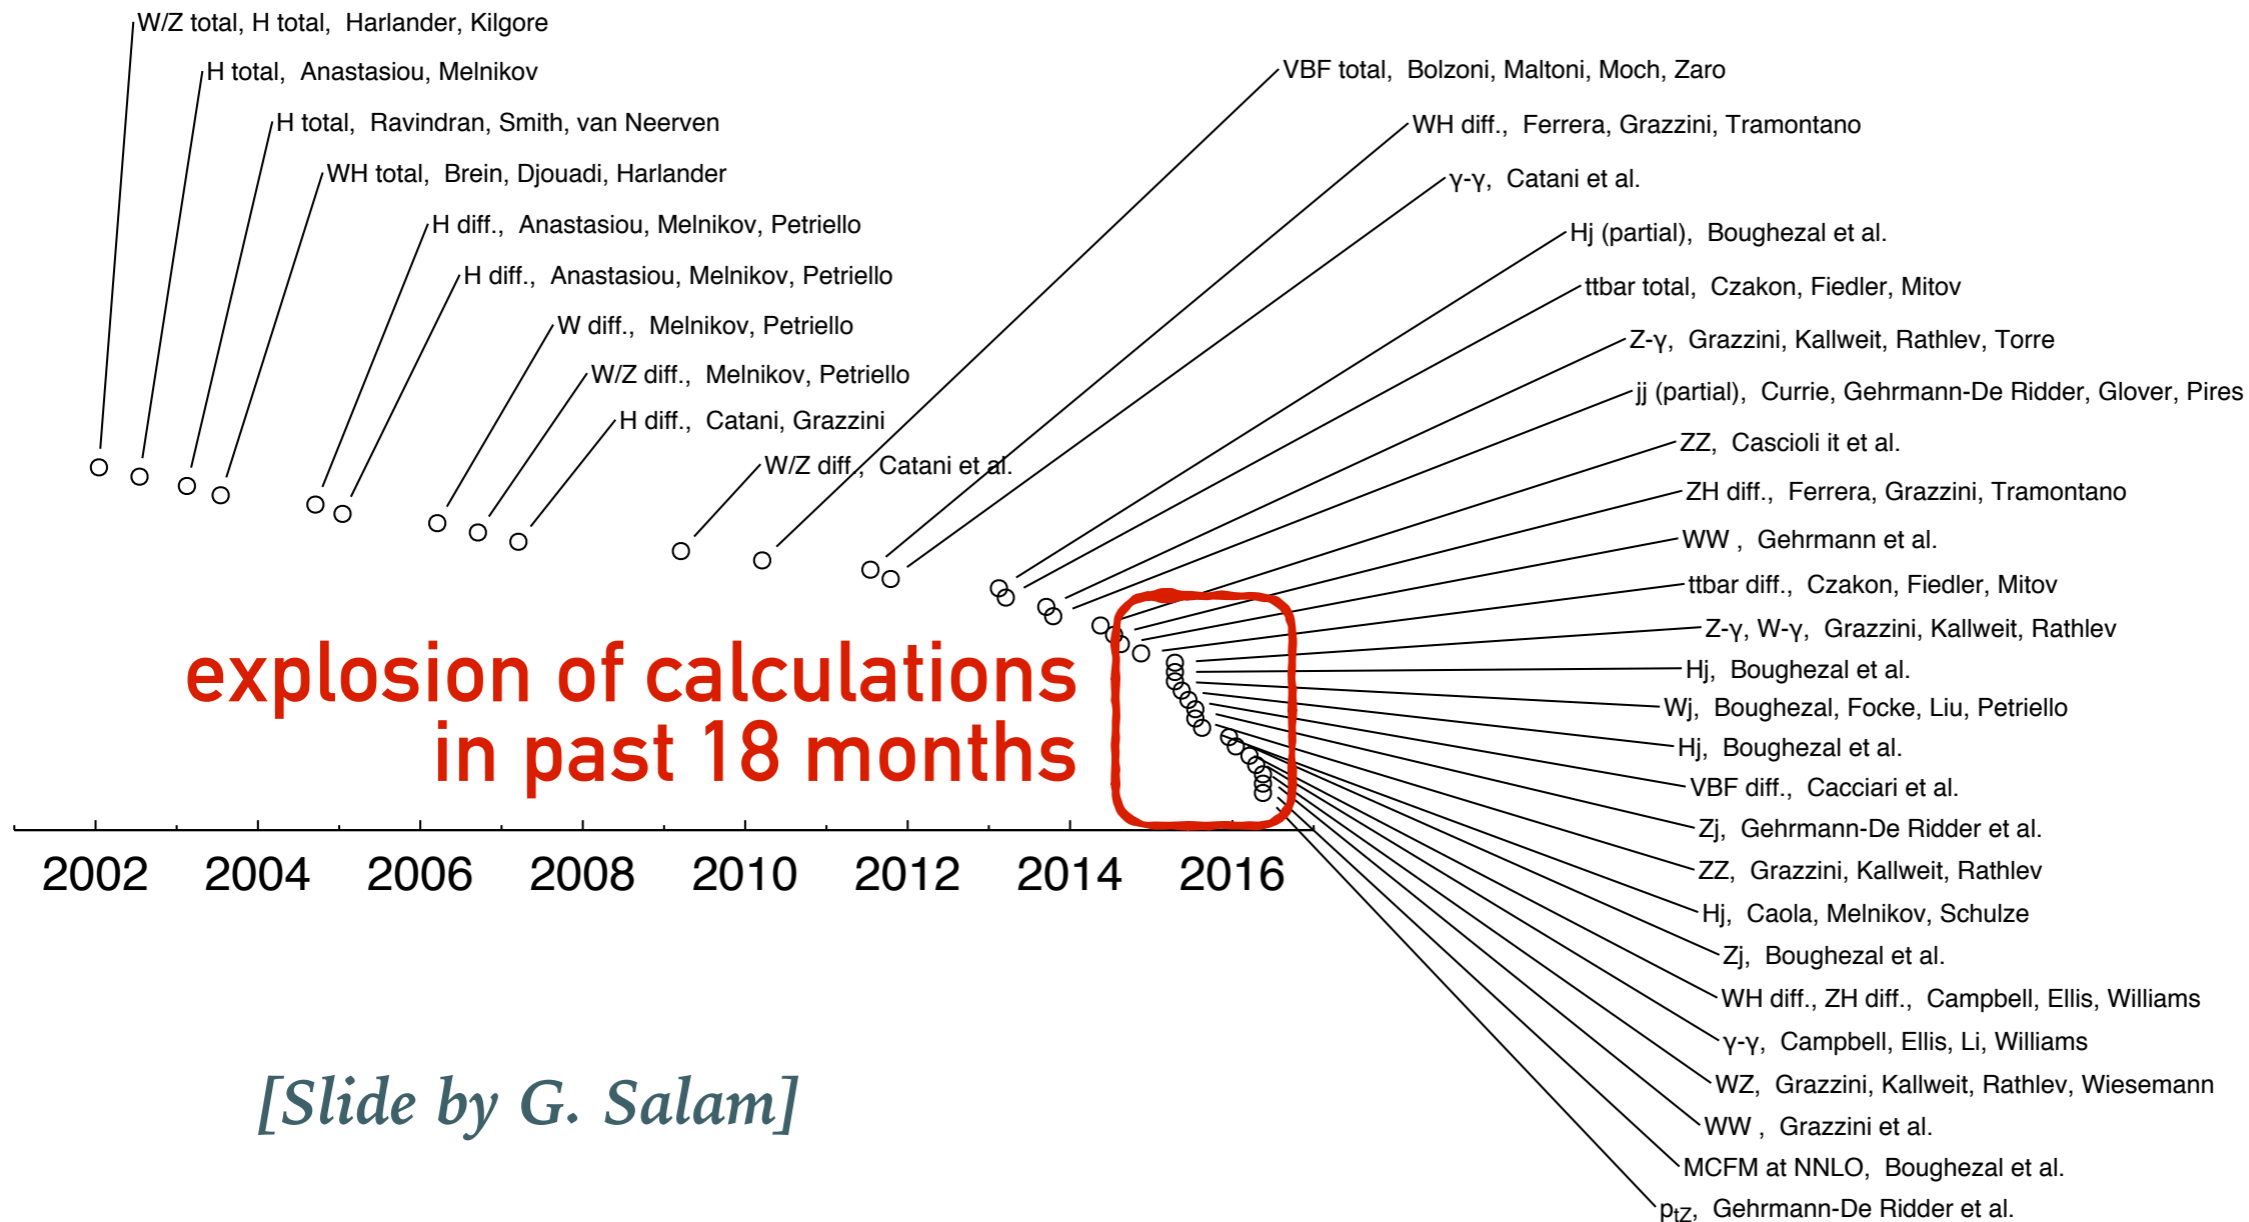 W/Z total, H total, Harlander, Kilgore
H total, Anastasiou, Melnikov
H total, Ravindran, Smith, van Neerven
WH total, Brein, Djouadi, Harlander
H diff., Anastasiou, Melnikov, Petriello
H diff., Anastasiou, Melnikov, Petriello
W diff., Melnikov, Petriello
W/Z diff., Melnikov, Petriello
H diff., Catani, Grazzini
W/Z diff., Catani et al.
VBF total, Bolzoni, Maltoni, Moch, Zaro
WH diff., Ferrera, Grazzini, Tramontano
γ-γ, Catani et al.
Hj (partial), Boughezal et al.
ttbar total, Czakon, Fiedler, Mitov
Z-γ, Grazzini, Kallweit, Rathlev, Torre
jj (partial), Currie, Gehrmann-De Ridder, Glover, Pires
ZZ, Cascioli it et al.
ZH diff., Ferrera, Grazzini, Tramontano
WW , Gehrmann et al.
ttbar diff., Czakon, Fiedler, Mitov
Z-γ, W-γ, Grazzini, Kallweit, Rathlev
Hj, Boughezal et al.
Wj, Boughezal, Focke, Liu, Petriello
Hj, Boughezal et al.
VBF diff., Cacciari et al.
Zj, Gehrmann-De Ridder et al.
ZZ, Grazzini, Kallweit, Rathlev
Hj, Caola, Melnikov, Schulze
Zj, Boughezal et al.
WH diff., ZH diff., Campbell, Ellis, Williams
γ-γ, Campbell, Ellis, Li, Williams
WZ, Grazzini, Kallweit, Rathlev, Wiesemann
WW , Grazzini et al.
MCFM at NNLO, Boughezal et al.
ptZ, Gehrmann-De Ridder et al.
explosion of calculations
in past 18 months
2002 2004 2006 2008 2010 2012 2014 2016
[Slide by G. Salam]